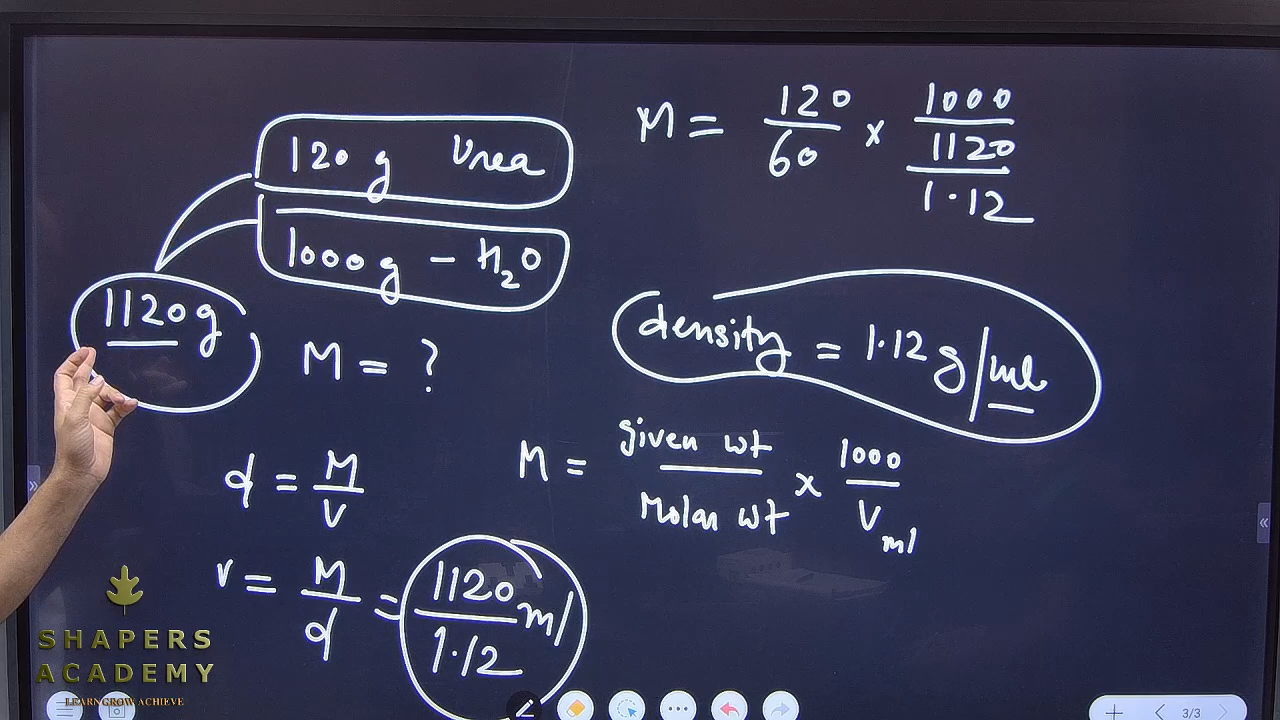 120 g Urea
1000 g - H₂O
1120 g
M = ?
d = M/V
V = M/d = 1120/1.12 ml
M = 120/60 x 1000/1120/1.12
density = 1.12 g/ml
M = given wt/Molar wt x 1000/V ml
SHAPERS
ACADEMY
LEARN GROW ACHIEVE
3/3